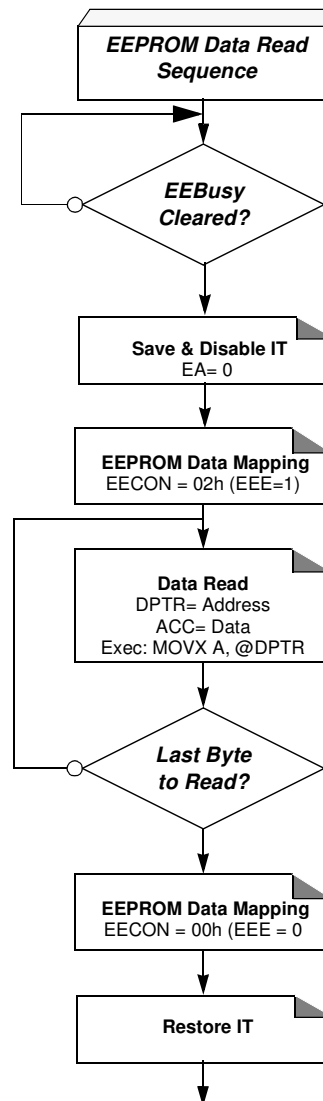 EEPROM Data Read
Sequence
EEBusy
Cleared?
Save & Disable IT
EA= 0
EEPROM Data Mapping
EECON = 02h (EEE=1)
Data Read
DPTR= Address
ACC= Data
Exec: MOVX A, @DPTR
Last Byte
to Read?
EEPROM Data Mapping
EECON = 00h (EEE = 0
Restore IT